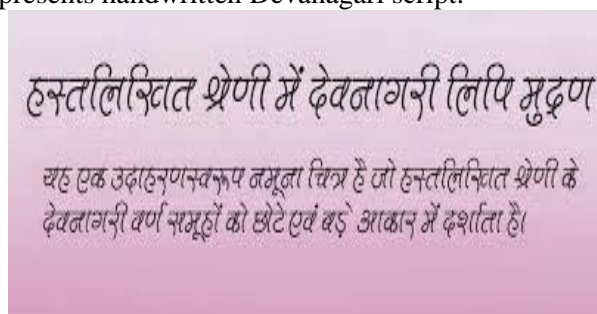 presents handwritten Devanagari script.
हस्तलिखित श्रेणी में देवनागरी लिपि मुद्रण
यह एक उदाहरणस्वरूप नमूना चित्र है जो हस्तलिखित श्रेणी के
देवनागरी वर्ण समूहों को छोटे एवं बड़े आकार में दर्शाता है।